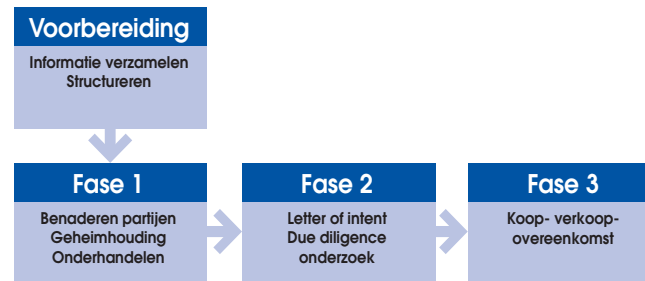 Voorbereiding
Informatie verzamelen
Structureren
Fase 1
Benaderen partijen
Geheimhouding
Onderhandelen
Fase 2
Letter of intent
Due diligence
onderzoek
Fase 3
Koop- verkoop-
overeenkomst